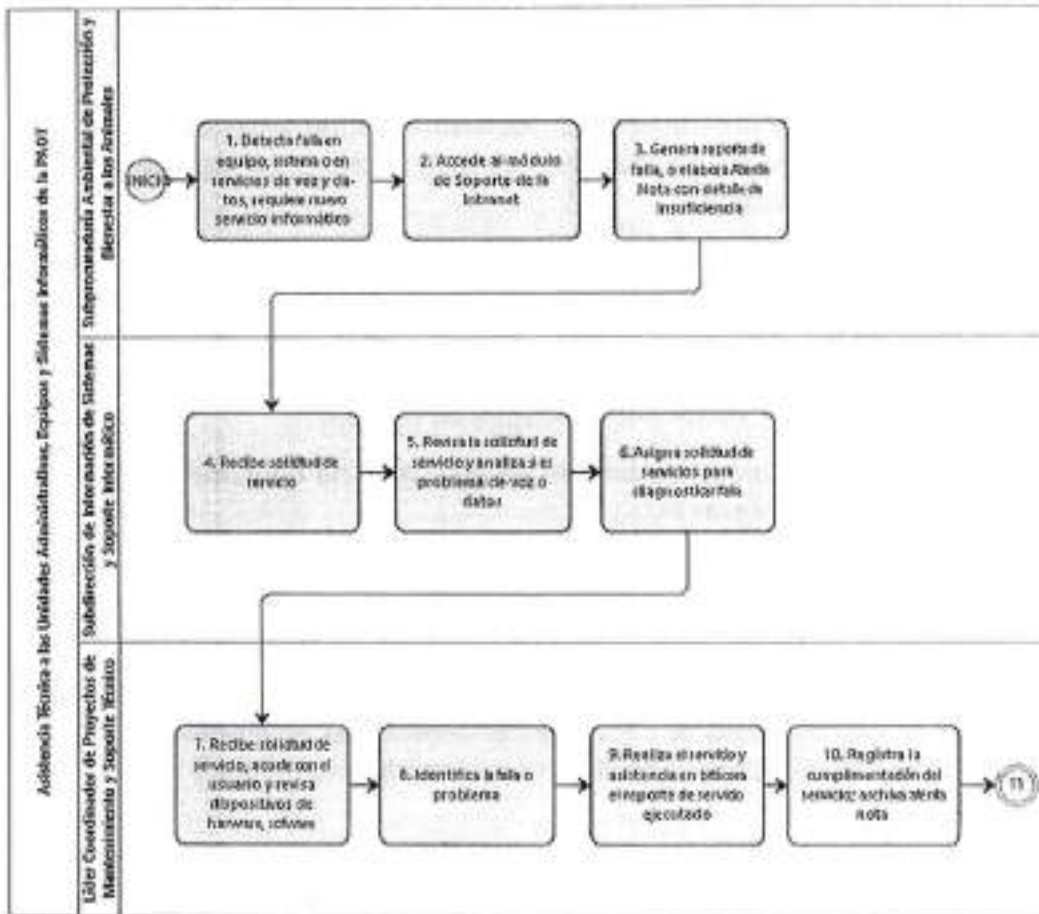 Asistencia Técnica a las Unidades Administrativas, Equipos y Sistemas Informáticos de la PAOT
Subprocuraduría Ambiental de Protección y
Bienestar a los Animales
INICIO
1. Detecta falla en
equipo, sistema o en
servicios de voz y da-
tos, requiere nuevo
servicio informático
2. Accede al módulo
de Soporte de la
Intranet
3. Genera reporte de
falla, o elabora Atenta
Nota con detalle de
insuficiencia
Subdirección de Información de Sistemas
y Soporte Informático
4. Recibe solicitud de
servicio
5. Revisa la solicitud de
servicio y analiza si es
problema de voz o
datos
6. Asigna solicitud de
servicios para
diagnosticar falla
Líder Coordinador de Proyectos de
Mantenimiento y Soporte Técnico
7. Recibe solicitud de
servicio, acude con el
usuario y revisa
dispositivos de
8. Identifica la falla o
problema
9. Realiza el servicio y
asistencia en bitácora
el reporte de servicio
ejecutado
10. Registra la
cumplimentación del
servicio; archiva atenta
nota